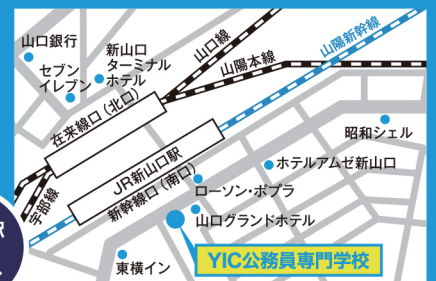 山口銀行
セブン
イレブン
新山口
ターミナル
ホテル
山口線
山陽本線
山陽新幹線
在来線口(北口)
宇部線
JR新山口駅
新幹線口(南口)
昭和シェル
ホテルアムゼ新山口
ローソン・ポプラ
山口グランドホテル
東横イン
YIC公務員専門学校